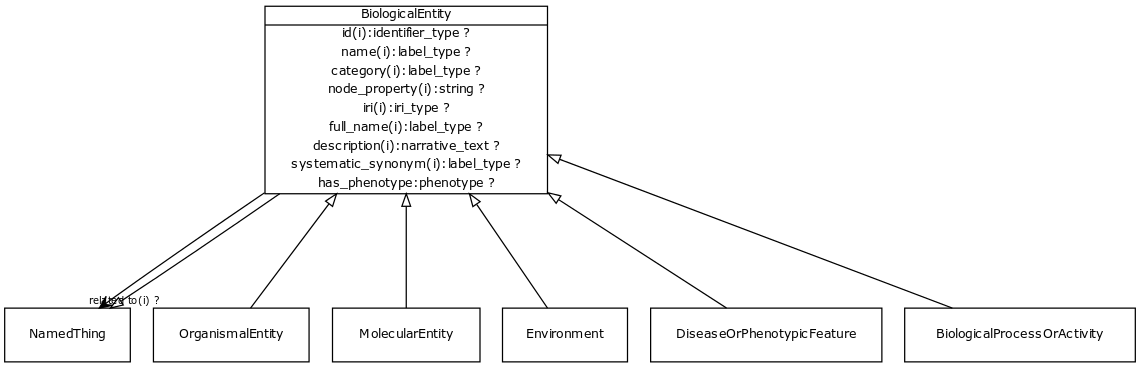 BiologicalEntity
id(i):identifier_type ?
name(i):label_type ?
category(i):label_type ?
node_property(i):string ?
iri(i):iri_type ?
full_name(i):label_type ?
description(i):narrative_text ?
systematic_synonym(i):label_type ?
has_phenotype:phenotype ?
related to(i) ?
NamedThing
OrganismalEntity
MolecularEntity
Environment
DiseaseOrPhenotypicFeature
BiologicalProcessOrActivity